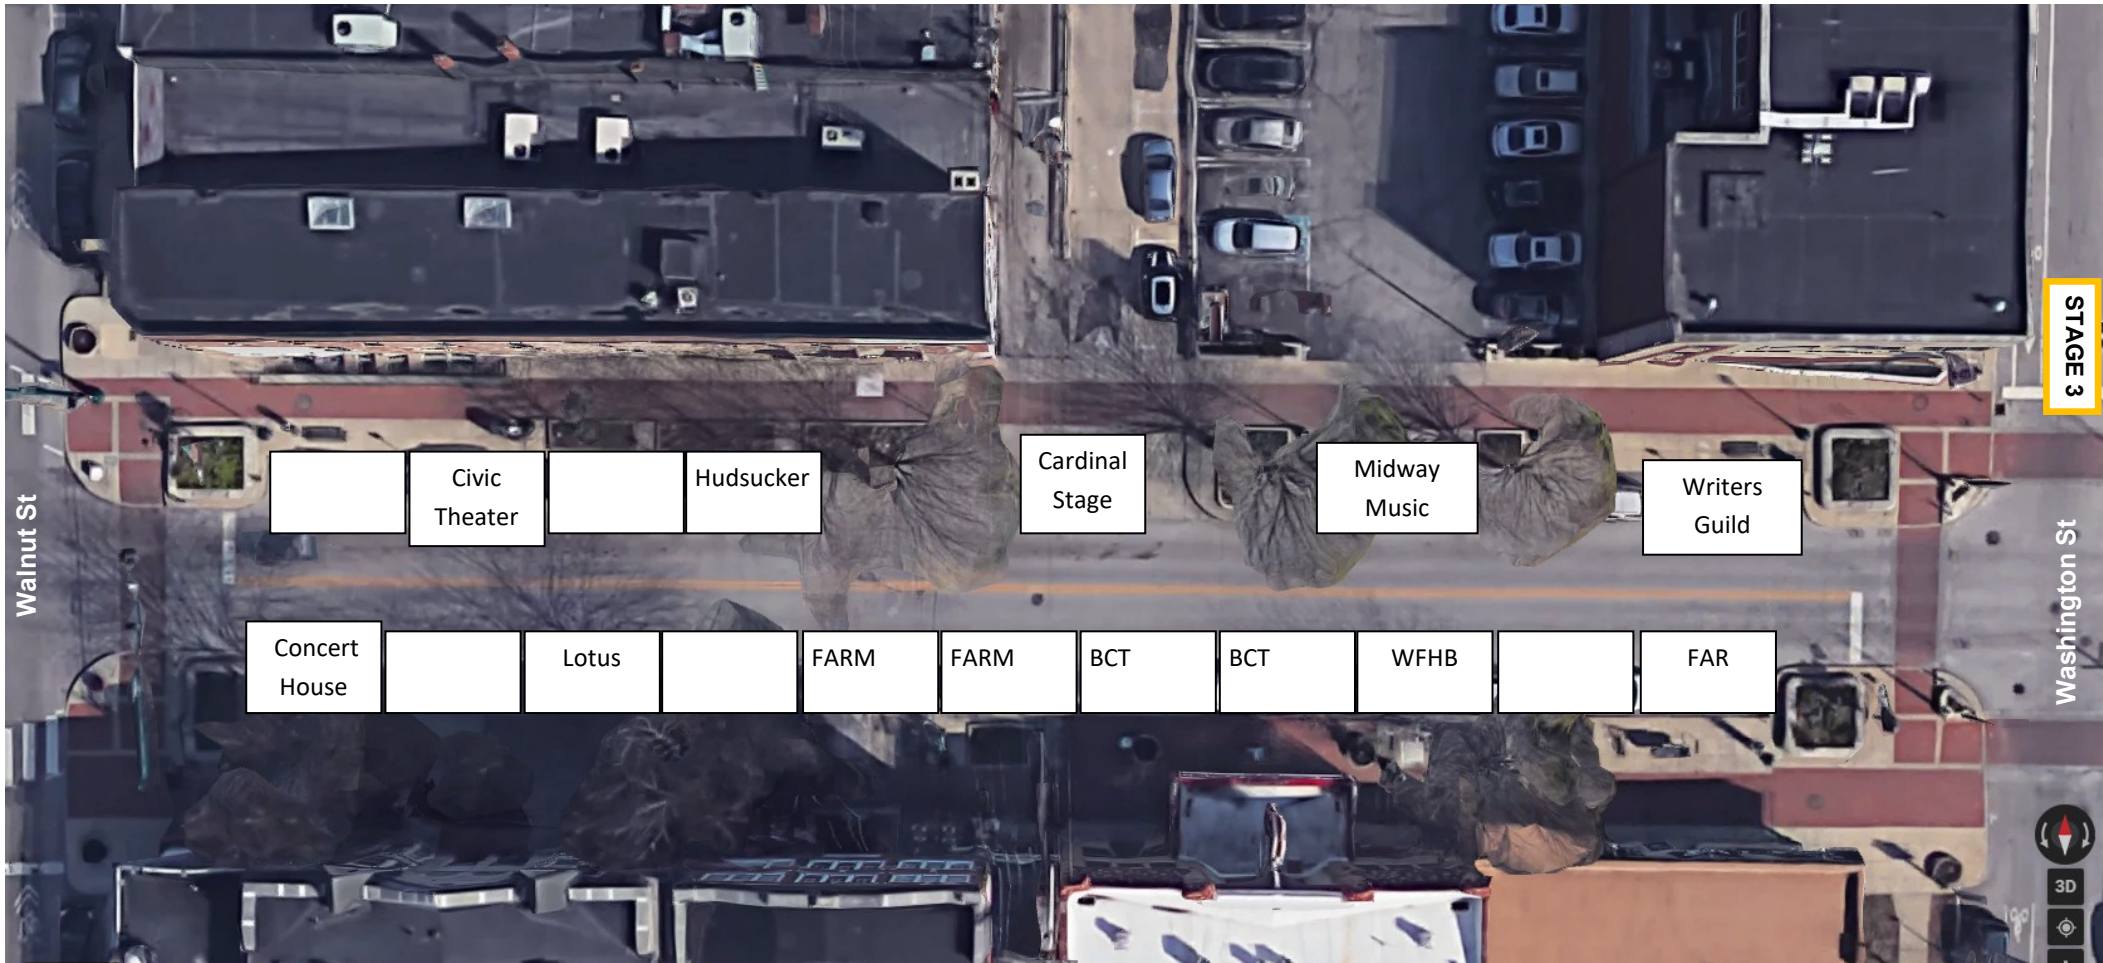 STAGE 3
Walnut St
Washington St
Civic
Theater
Hudsucker
Cardinal
Stage
Midway
Music
Writers
Guild
Concert
House
Lotus
FARM
FARM
BCT
BCT
WFHB
FAR
3D